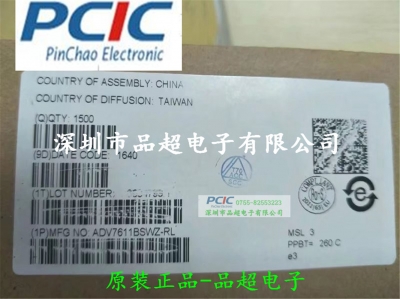 PCIC
PinChao Electronic
COUNTRY OF ASSEMBLY: CHINA
COUNTRY OF DIFFUSION: TAIWAN
(Q)QTY: 1500
深圳市品超电子有限公司
(9D)DATE CODE: 1640
(1T)LOT NUMBER:
PCIC 0755-83553223
深圳市品超电子有限公司
(1P)MFG NO: ADV7611BSWZ-RL
MSL 3
PPBT= 260 C
e3
原装正品-品超电子